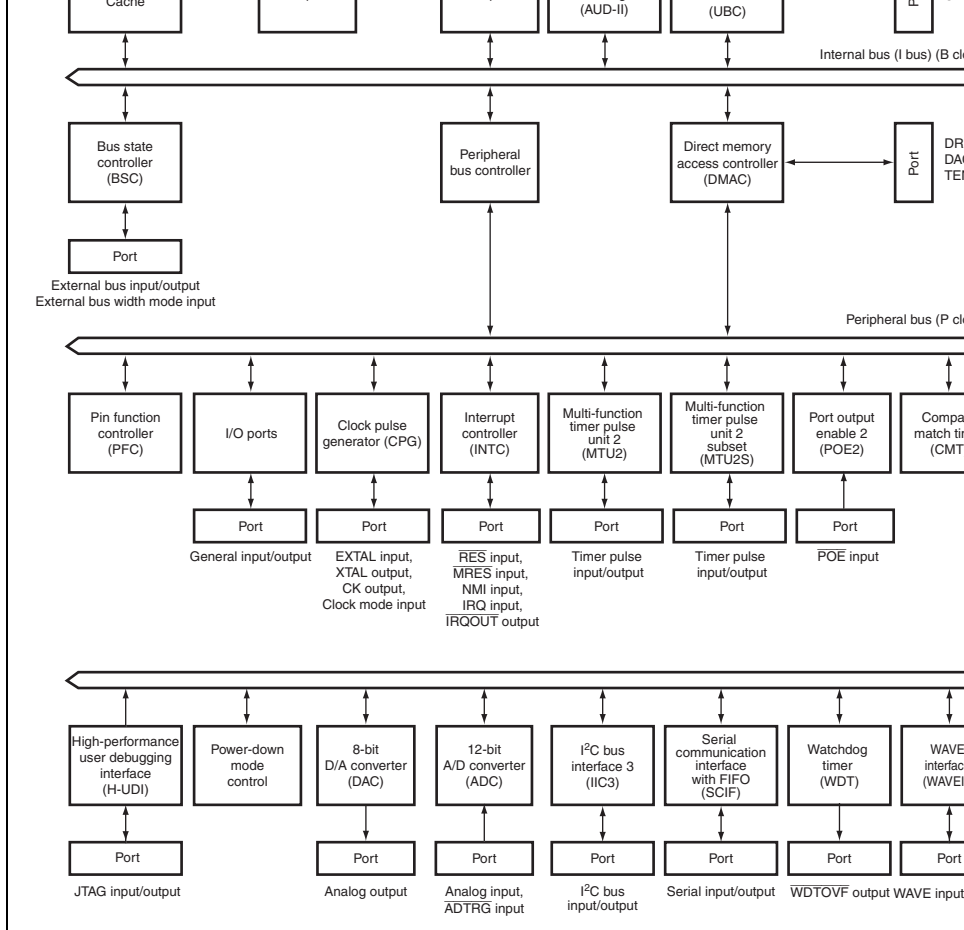 Cache
(AUD-II)
(UBC)
Internal bus (I bus) (B
Bus state
controller
(BSC)
Peripheral
bus controller
Direct memory
access controller
(DMAC)
Port
Port
External bus input/output
External bus width mode input
Peripheral bus (P
Pin function
controller
(PFC)
I/O ports
Clock pulse
generator (CPG)
Interrupt
controller
(INTC)
Multi-function
timer pulse
unit 2
(MTU2)
Multi-function
timer pulse
unit 2
subset
(MTU2S)
Port output
enable 2
(POE2)
match
(CMT
Port
Port
Port
Port
Port
Port
General input/output
EXTAL input,
XTAL output,
CK output,
Clock mode input
RES input,
MRES input,
NMI input,
IRQ input,
IRQOUT output
Timer pulse
input/output
Timer pulse
input/output
POE input
High-performance
user debugging
interface
(H-UDI)
Power-down
mode
control
8-bit
D/A converter
(DAC)
12-bit
A/D converter
(ADC)
I²C bus
interface 3
(IIC3)
Serial
communication
interface
with FIFO
(SCIF)
Watchdog
timer
(WDT)
WAVE
Port
Port
Port
Port
Port
Port
Port
JTAG input/output
Analog output
Analog input,
ADTRG input
I²C bus
input/output
Serial input/output
WDTOVF output
WAVE input